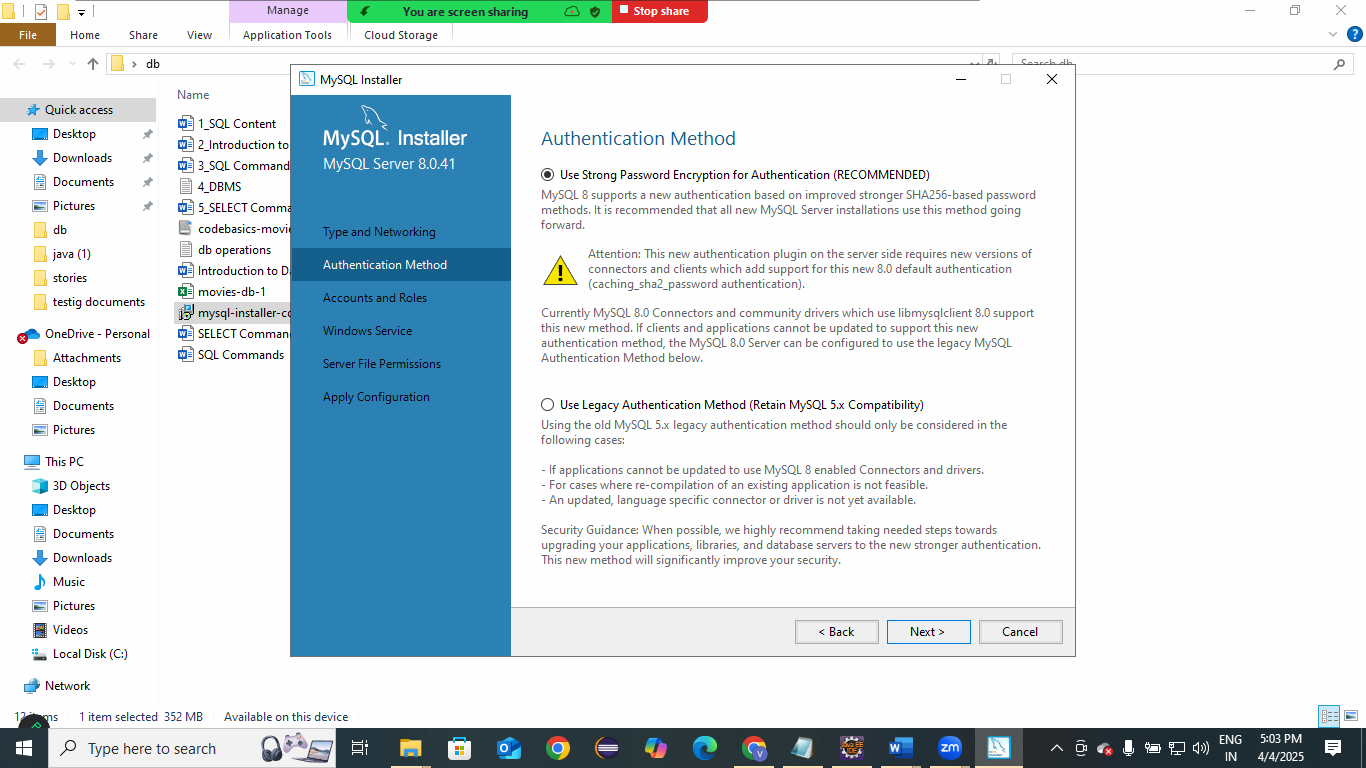 Manage
You are screen sharing
Stop share
File
Home
Share
View
Application Tools
Cloud Storage
db
Search db
Name
Quick access
Desktop
Downloads
Documents
Pictures
db
java (1)
stories
testig documents
OneDrive - Personal
Attachments
Desktop
Documents
Pictures
This PC
3D Objects
Desktop
Documents
Downloads
Music
Pictures
Videos
Local Disk (C:)
Network
1_SQL Content
2_Introduction to
3_SQL Command
4_DBMS
5_SELECT Comma
codebasics-movie
db operations
Introduction to Da
movies-db-1
mysql-installer-co
SELECT Comman
SQL Commands
MySQL Installer
MySQL. Installer
MySQL Server 8.0.41
Type and Networking
Authentication Method
Accounts and Roles
Windows Service
Server File Permissions
Apply Configuration
Authentication Method
Use Strong Password Encryption for Authentication (RECOMMENDED)
MySQL 8 supports a new authentication based on improved stronger SHA256-based password
methods. It is recommended that all new MySQL Server installations use this method going
forward.
Attention: This new authentication plugin on the server side requires new versions of
connectors and clients which add support for this new 8.0 default authentication
(caching_sha2_password authentication).
Currently MySQL 8.0 Connectors and community drivers which use libmysqlclient 8.0 support
this new method. If clients and applications cannot be updated to support this new
authentication method, the MySQL 8.0 Server can be configured to use the legacy MySQL
Authentication Method below.
Use Legacy Authentication Method (Retain MySQL 5.x Compatibility)
Using the old MySQL 5.x legacy authentication method should only be considered in the
following cases:
- If applications cannot be updated to use MySQL 8 enabled Connectors and drivers.
- For cases where re-compilation of an existing application is not feasible.
- An updated, language specific connector or driver is not yet available.
Security Guidance: When possible, we highly recommend taking needed steps towards
upgrading your applications, libraries, and database servers to the new stronger authentication.
This new method will significantly improve your security.
< Back
Next >
Cancel
12 items
1 item selected 352 MB
Available on this device
Type here to search
zm
ENG
IN
5:03 PM
4/4/2025